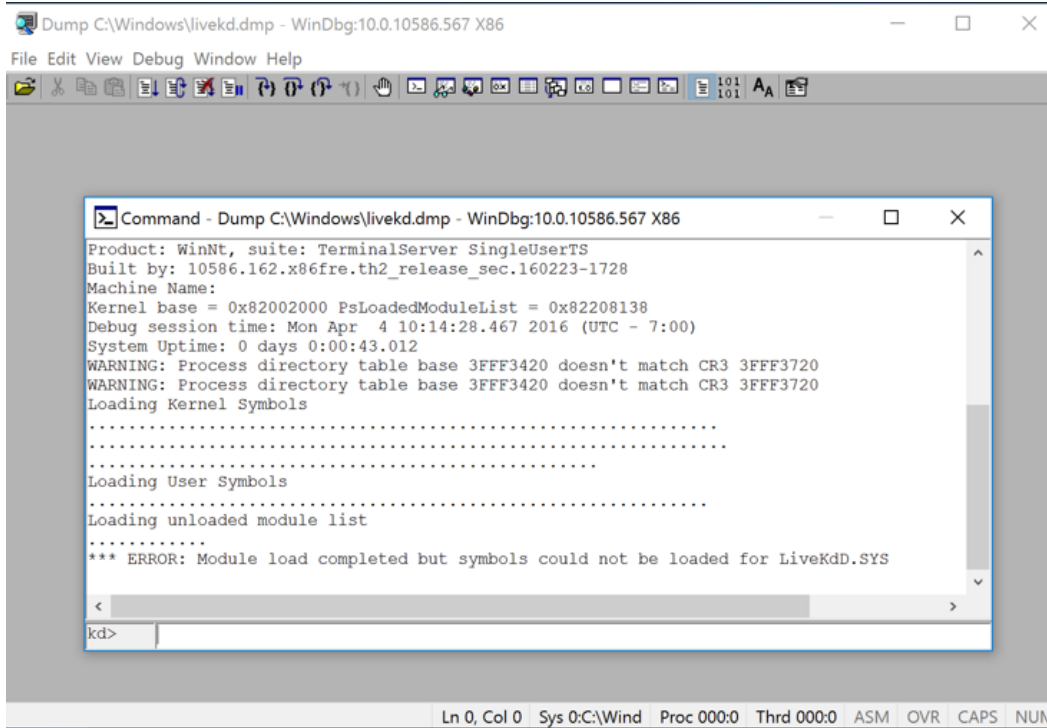 Dump C:\Windows\livekd.dmp - WinDbg:10.0.10586.567 X86
File Edit View Debug Window Help
Command - Dump C:\Windows\livekd.dmp - WinDbg:10.0.10586.567 X86
Product: WinNt, suite: TerminalServer SingleUserTS
Built by: 10586.162.x86fre.th2_release_sec.160223-1728
Machine Name:
Kernel base = 0x82002000 PsLoadedModuleList = 0x82208138
Debug session time: Mon Apr  4 10:14:28.467 2016 (UTC - 7:00)
System Uptime: 0 days 0:00:43.012
WARNING: Process directory table base 3FFF3420 doesn't match CR3 3FFF3720
WARNING: Process directory table base 3FFF3420 doesn't match CR3 3FFF3720
Loading Kernel Symbols
...............................................................
................................................................
...................................................
Loading User Symbols
..............................................................
Loading unloaded module list
............
*** ERROR: Module load completed but symbols could not be loaded for LiveKdD.SYS
kd>
Ln 0, Col 0 Sys 0:C:\Wind Proc 000:0 Thrd 000:0 ASM OVR CAPS NUM